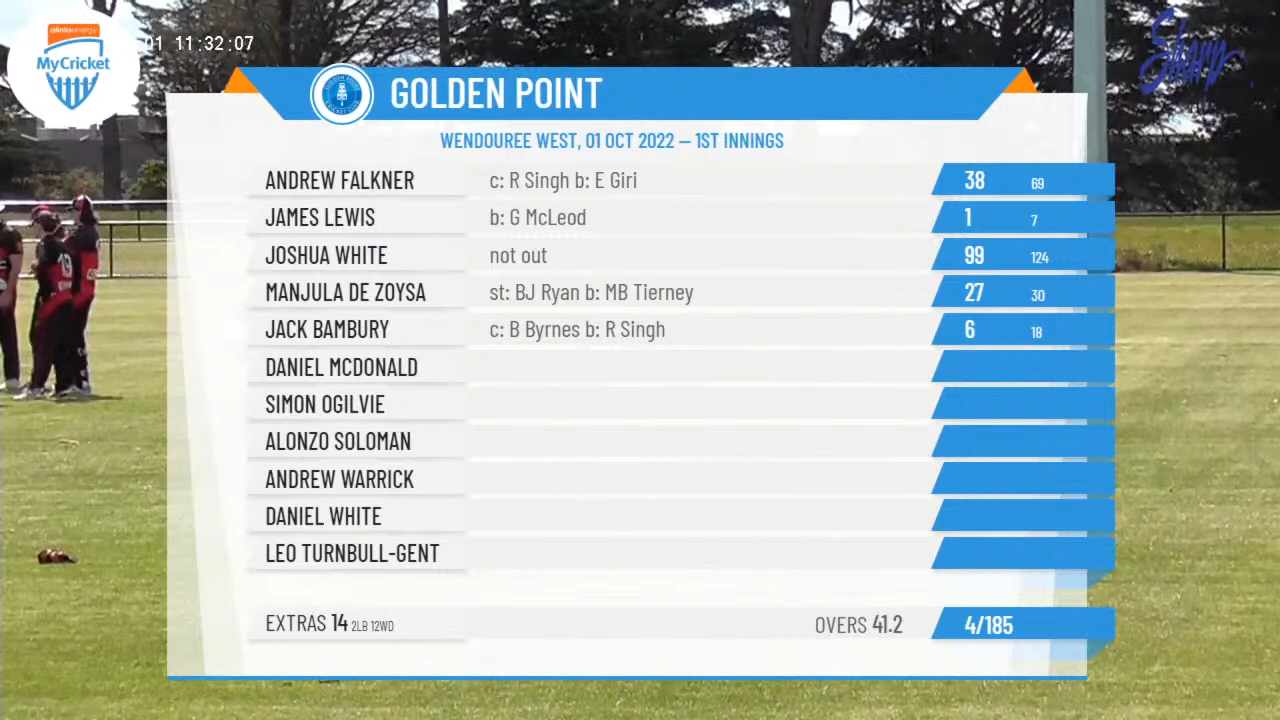 01 11:32:07
alintaenergy
MyCricket
Sharp
GOLDEN POINT
WENDOUREE WEST, 01 OCT 2022 – 1ST INNINGS
ANDREW FALKNER c: R Singh b: E Giri 38 69
JAMES LEWIS b: G McLeod 1 7
JOSHUA WHITE not out 99 124
MANJULA DE ZOYSA st: BJ Ryan b: MB Tierney 27 30
JACK BAMBURY c: B Byrnes b: R Singh 6 18
DANIEL MCDONALD
SIMON OGILVIE
ALONZO SOLOMAN
ANDREW WARRICK
DANIEL WHITE
LEO TURNBULL-GENT
EXTRAS 14 2LB 12WD OVERS 41.2 4/185
19